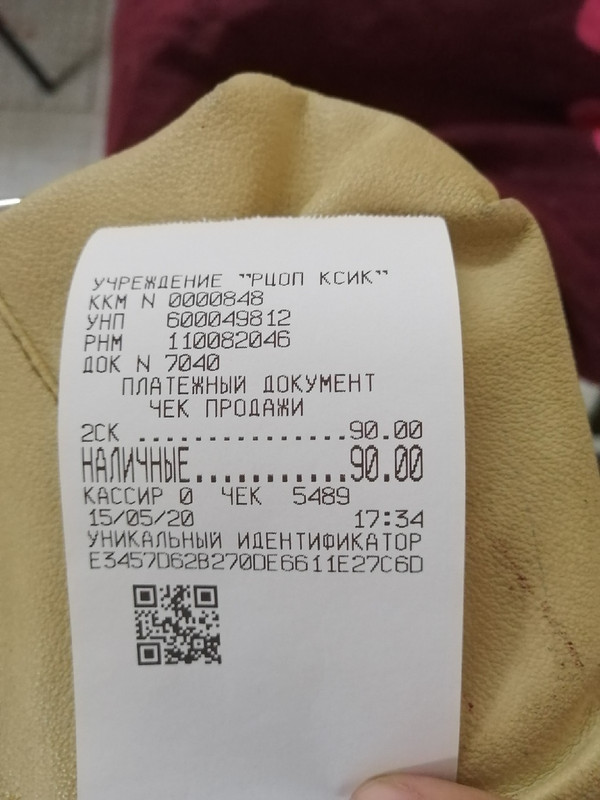 УЧРЕЖДЕНИЕ "РЦОП КСИК"
ККМ N 0000848
УНП 600049812
РНМ 110082046
ДОК N 7040
ПЛАТЕЖНЫЙ ДОКУМЕНТ
ЧЕК ПРОДАЖИ
2СК ...............90.00
НАЛИЧНЫЕ...........90.00
КАССИР 0 ЧЕК 5489
15/05/20 17:34
УНИКАЛЬНЫЙ ИДЕНТИФИКАТОР
E3457D62B270DE6611E27C6D